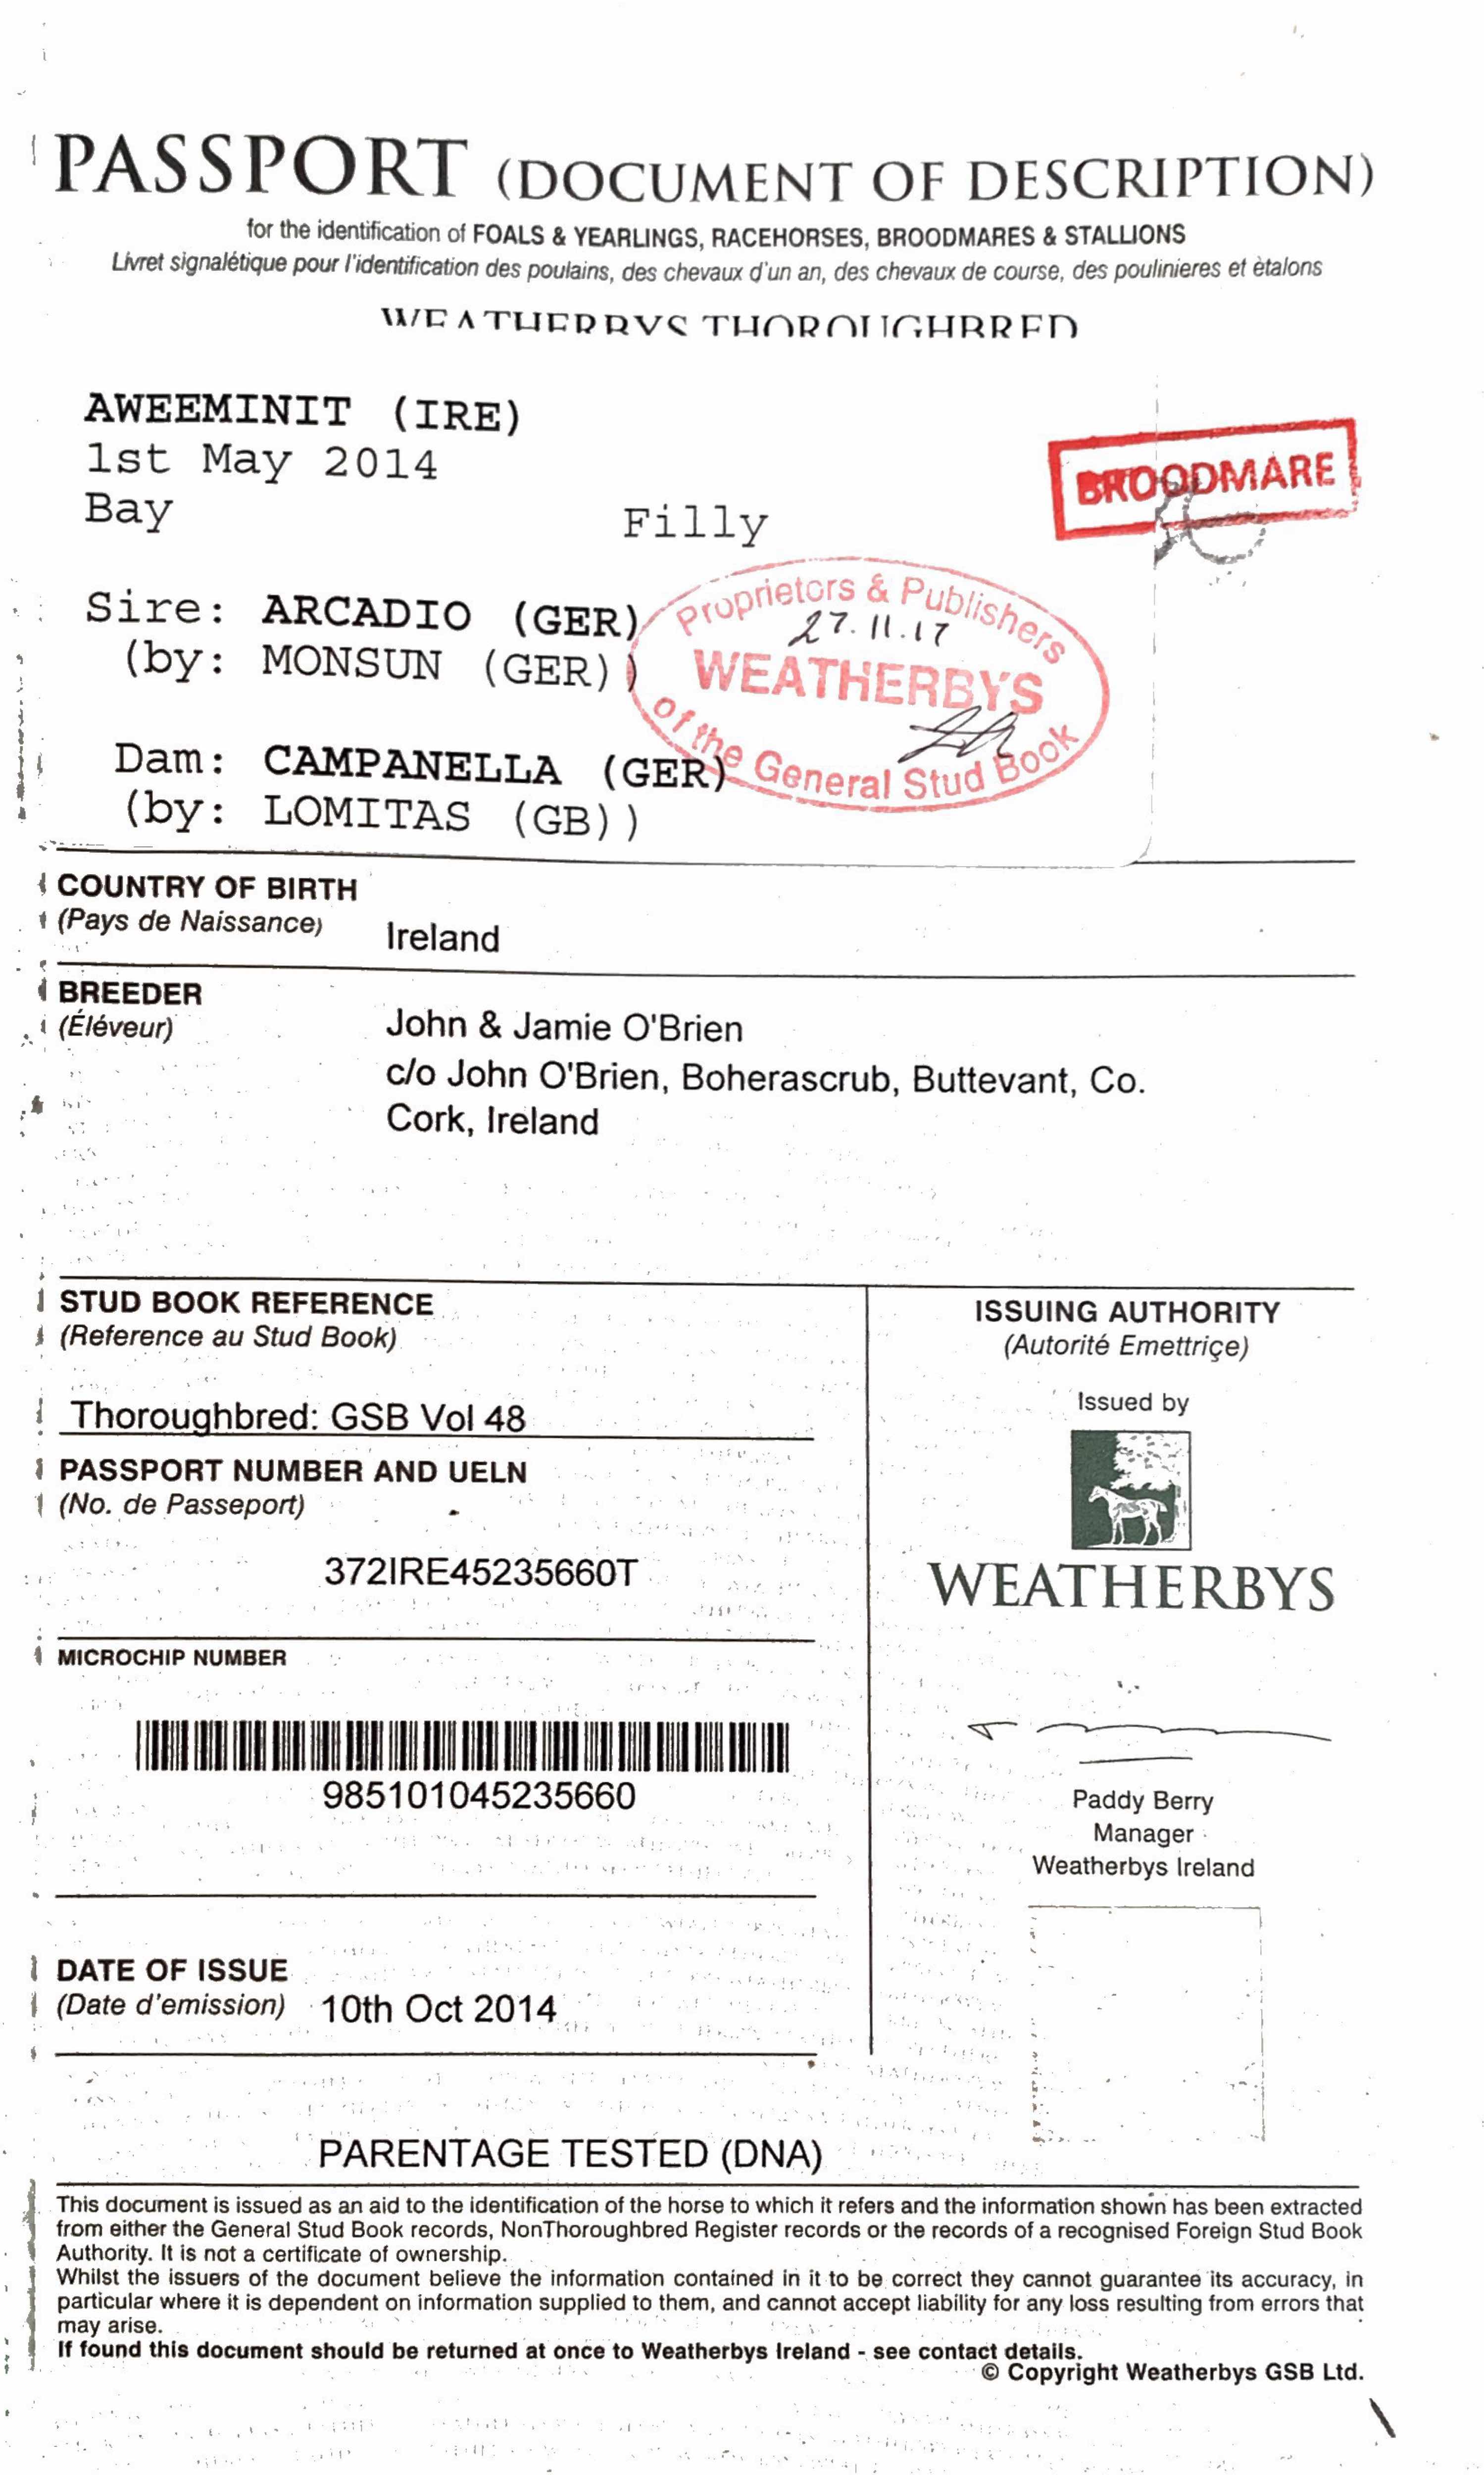 PASSPORT (DOCUMENT OF DESCRIPTION)
for the identification of FOALS & YEARLINGS, RACEHORSES, BROODMARES & STALLIONS
Livret signalétique pour l'identification des poulains, des chevaux d'un an, des chevaux de course, des poulinieres et ètalons
WEATHERBYS THOROUGHBRED
AWEEMINIT (IRE)
1st May 2014
BROODMARE
Bay Filly
Sire: ARCADIO (GER)
(by: MONSUN (GER))
Proprietors & Publishers
27.11.17
WEATHERBYS
of the General Stud Book
Dam: CAMPANELLA (GER)
(by: LOMITAS (GB))
COUNTRY OF BIRTH
(Pays de Naissance)
Ireland
BREEDER
(Éléveur)
John & Jamie O'Brien
c/o John O'Brien, Boherascrub, Buttevant, Co.
Cork, Ireland
STUD BOOK REFERENCE
(Reference au Stud Book)
Thoroughbred: GSB Vol 48
PASSPORT NUMBER AND UELN
(No. de Passeport)
372IRE45235660T
MICROCHIP NUMBER
985101045235660
DATE OF ISSUE
(Date d'emission) 10th Oct 2014
ISSUING AUTHORITY
(Autorité Emettriçe)
Issued by
WEATHERBYS
Paddy Berry
Manager
Weatherbys Ireland
PARENTAGE TESTED (DNA)
This document is issued as an aid to the identification of the horse to which it refers and the information shown has been extracted
from either the General Stud Book records, NonThoroughbred Register records or the records of a recognised Foreign Stud Book
Authority. It is not a certificate of ownership.
Whilst the issuers of the document believe the information contained in it to be correct they cannot guarantee its accuracy, in
particular where it is dependent on information supplied to them, and cannot accept liability for any loss resulting from errors that
may arise.
If found this document should be returned at once to Weatherbys Ireland - see contact details.
© Copyright Weatherbys GSB Ltd.